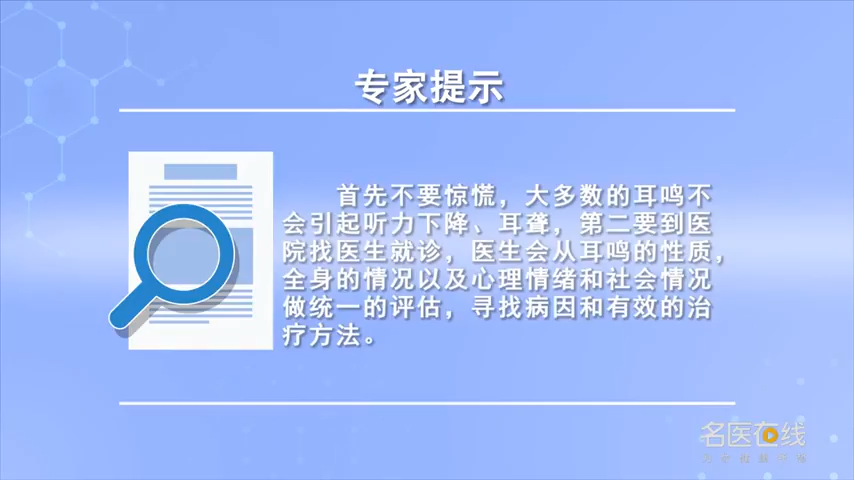 专家提示
首先不要惊慌，大多数的耳鸣不
会引起听力下降、耳聋，第二要到医
院找医生就诊，医生会从耳鸣的性质，
全身的情况以及心理情绪和社会情况
做统一的评估，寻找病因和有效的治
疗方法。
名医在线